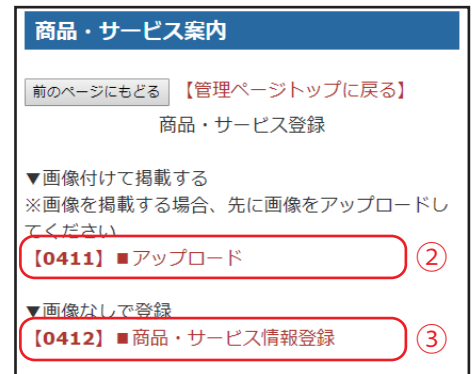 商品・サービス案内
前のページにもどる 【管理ページトップに戻る】
商品・サービス登録
▼画像付けて掲載する
※画像を掲載する場合、先に画像をアップロードし
てください
【0411】■アップロード ②
▼画像なしで登録
【0412】■商品・サービス情報登録 ③